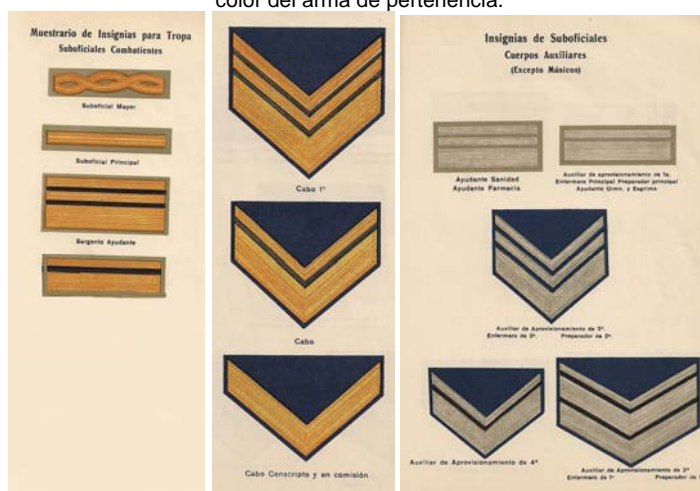 color del arma de pertenencia.
Muestrario de Insignias para Tropa
Suboficiales Combatientes
Suboficial Mayor
Suboficial Principal
Sargento Ayudante
Cabo 1º
Cabo
Cabo Conscripto y en comisión
Insignias de Suboficiales
Cuerpos Auxiliares
(Excepto Músicos)
Ayudante Sanidad
Ayudante Farmacia
Auxiliar de aprovisionamiento de 1a.
Enfermero Principal Preparador principal
Ayudante Gimn. y Esgrima
Auxiliar de Aprovisionamiento de 3ª.
Enfermero de 2ª. Preparador de 2ª.
Auxiliar de Aprovisionamiento de 4ª
Auxiliar de Aprovisionamiento de 2ª
Enfermero de 1ª Preparador de